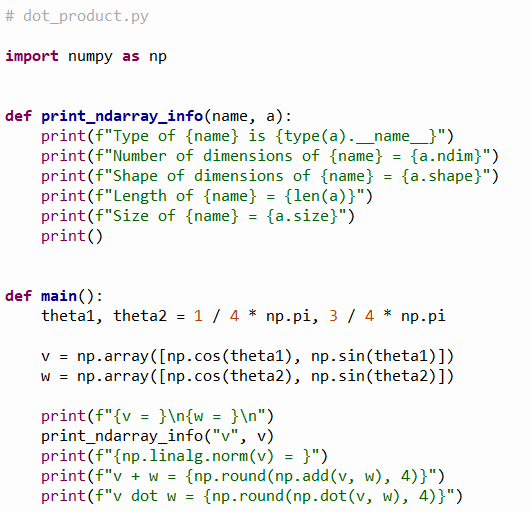 # dot_product.py

import numpy as np


def print_ndarray_info(name, a):
    print(f"Type of {name} is {type(a).__name__}")
    print(f"Number of dimensions of {name} = {a.ndim}")
    print(f"Shape of dimensions of {name} = {a.shape}")
    print(f"Length of {name} = {len(a)}")
    print(f"Size of {name} = {a.size}")
    print()


def main():
    theta1, theta2 = 1 / 4 * np.pi, 3 / 4 * np.pi

    v = np.array([np.cos(theta1), np.sin(theta1)])
    w = np.array([np.cos(theta2), np.sin(theta2)])

    print(f"{v = }\n{w = }\n")
    print_ndarray_info("v", v)
    print(f"{np.linalg.norm(v) = }")
    print(f"v + w = {np.round(np.add(v, w), 4)}")
    print(f"v dot w = {np.round(np.dot(v, w), 4)}")